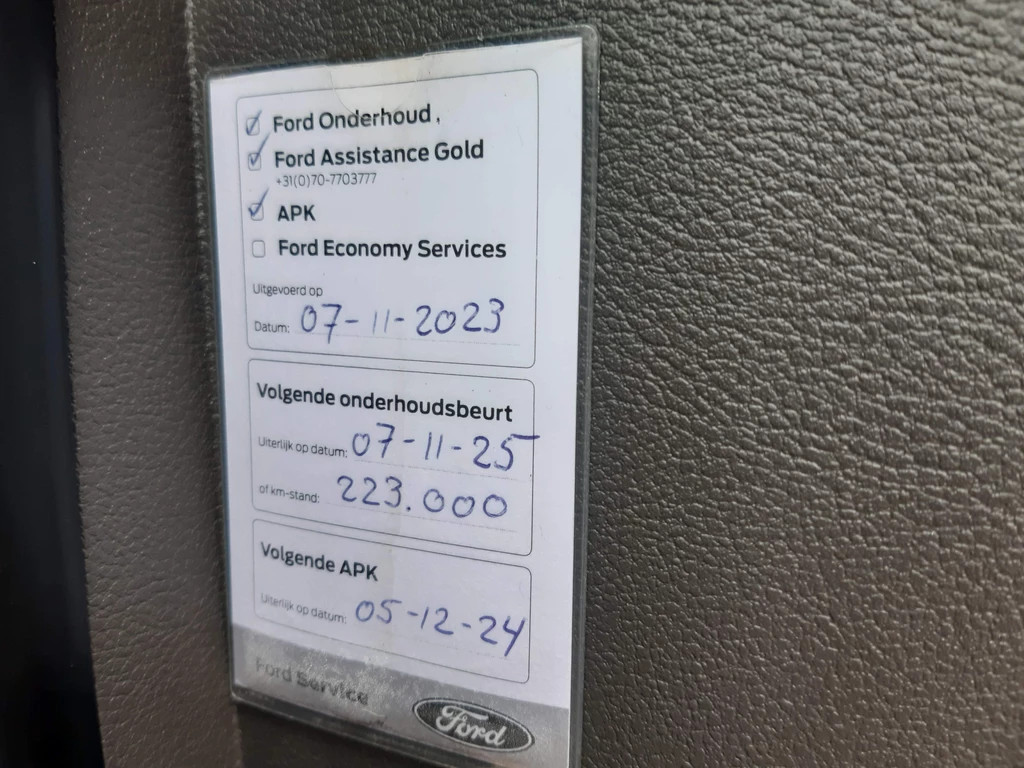 Ford Onderhoud
Ford Assistance Gold
+31(0)70-7703777
APK
Ford Economy Services
Uitgevoerd op
Datum: 07-11-2023
Volgende onderhoudsbeurt
Uiterlijk op datum: 07-11-25
of km-stand: 223.000
Volgende APK
Uiterlijk op datum: 05-12-24
Ford Service
Ford